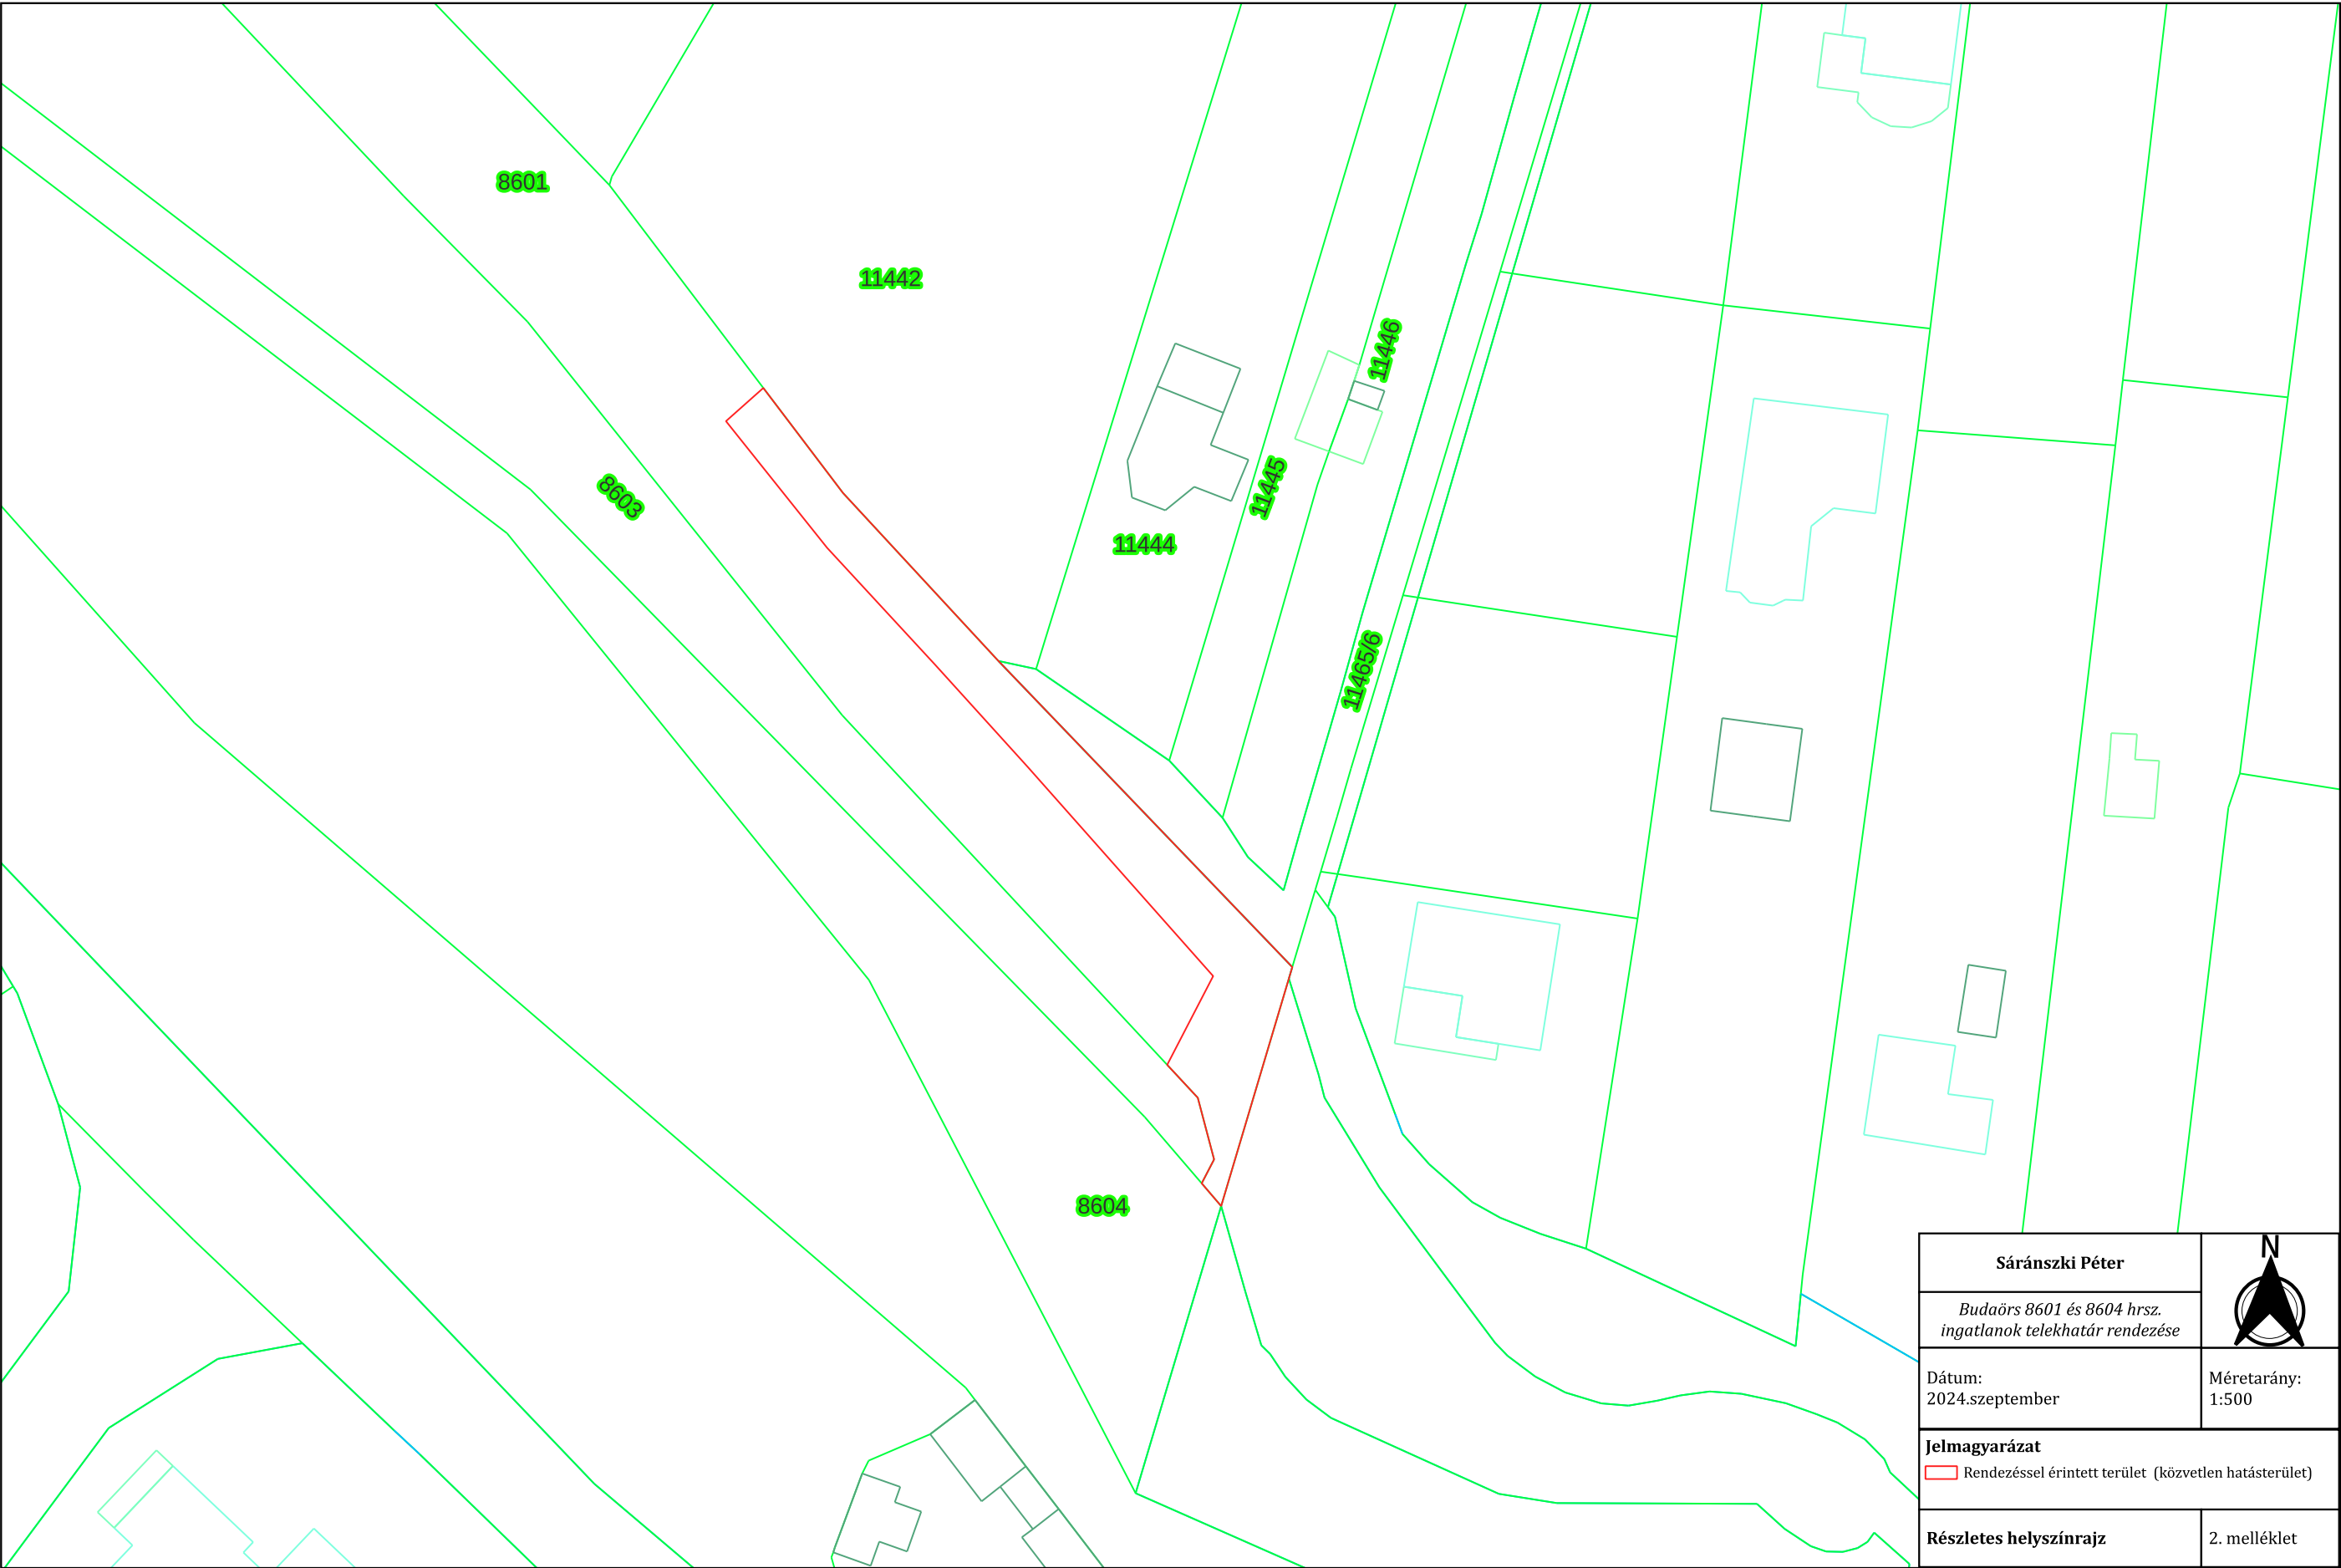 8601
11442
11446
11445
8603
11444
11465/6
8604
N
Sáránszki Péter
Budaörs 8601 és 8604 hrsz.
ingatlanok telekhatár rendezése
Dátum:
2024.szeptember
Méretarány:
1:500
Jelmagyarázat
Rendezéssel érintett terület (közvetlen hatásterület)
Részletes helyszínrajz
2. melléklet